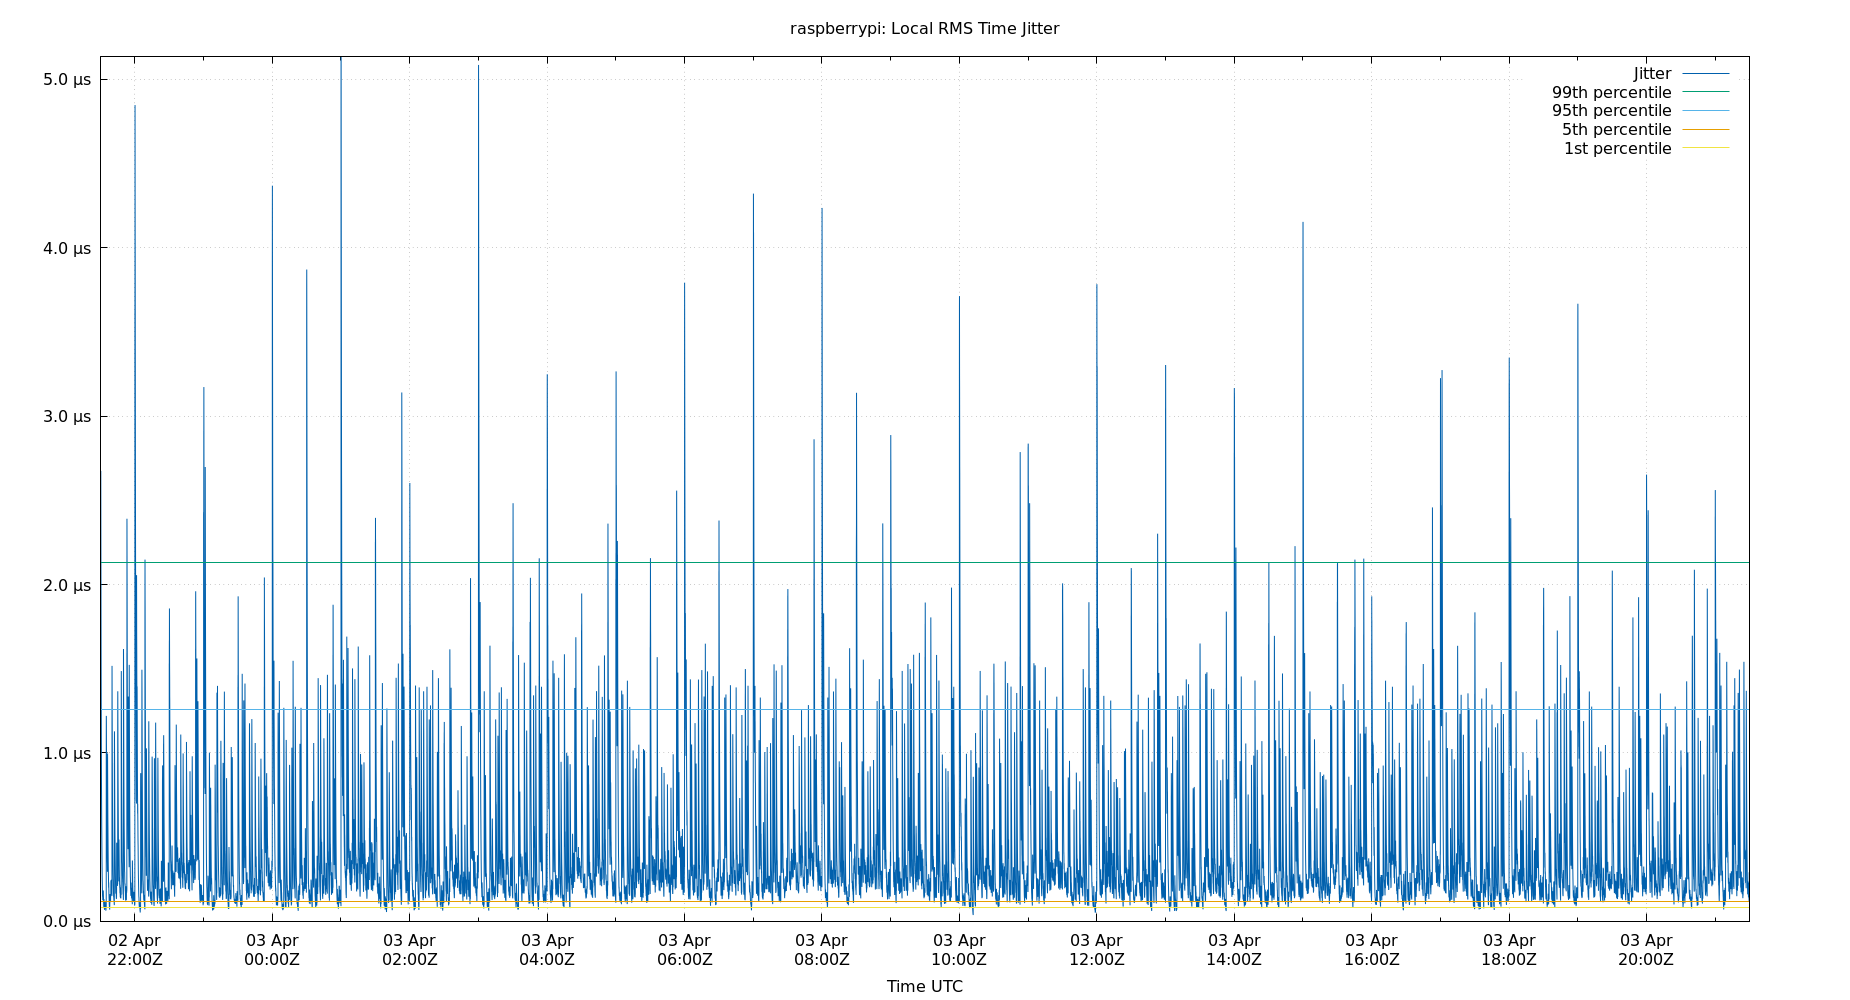 raspberrypi: Local RMS Time Jitter
5.0 µs
4.0 µs
3.0 µs
2.0 µs
1.0 µs
0.0 µs
Jitter
99th percentile
95th percentile
5th percentile
1st percentile
02 Apr
22:00Z
03 Apr
00:00Z
03 Apr
02:00Z
03 Apr
04:00Z
03 Apr
06:00Z
03 Apr
08:00Z
03 Apr
10:00Z
03 Apr
12:00Z
03 Apr
14:00Z
03 Apr
16:00Z
03 Apr
18:00Z
03 Apr
20:00Z
Time UTC